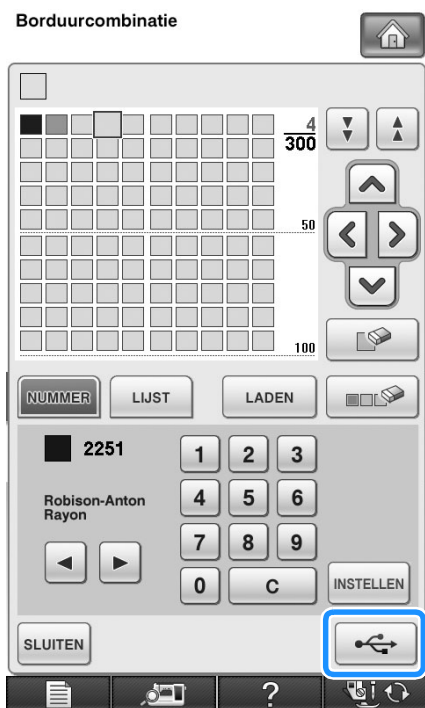 Borduurcombinatie
4
300
50
100
NUMMER
LIJST
LADEN
2251
1 2 3
Robison-Anton
Rayon
4 5 6
7 8 9
0 C
INSTELLEN
SLUITEN
?